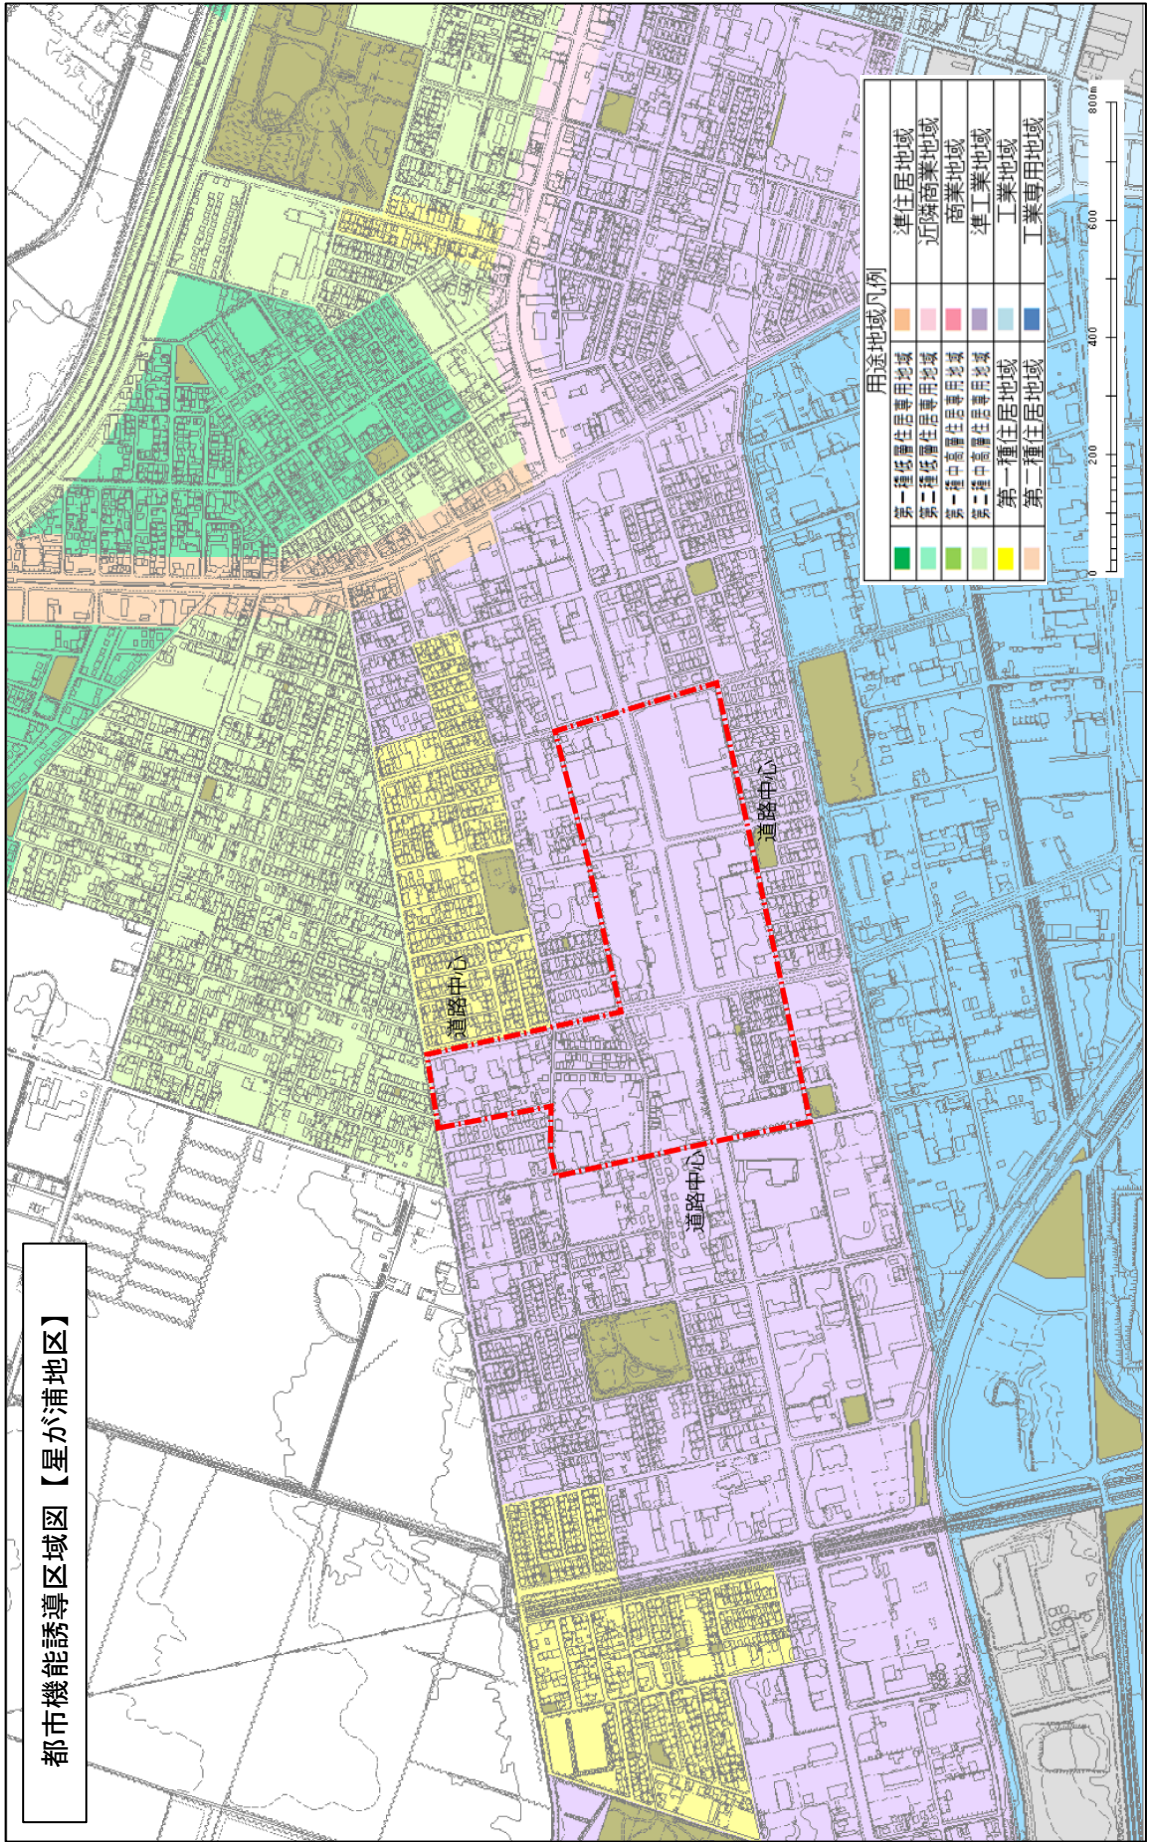 都市機能誘導区域図【星が浦地区】
用途地域凡例
第一種低層住居専用地域
準住居地域
第二種低層住居専用地域
近隣商業地域
第一種中高層住居専用地域
商業地域
第二種中高層住居専用地域
準工業地域
第一種住居地域
工業地域
第二種住居地域
工業専用地域
0 200 400 600 800m
道路中心
道路中心
道路中心